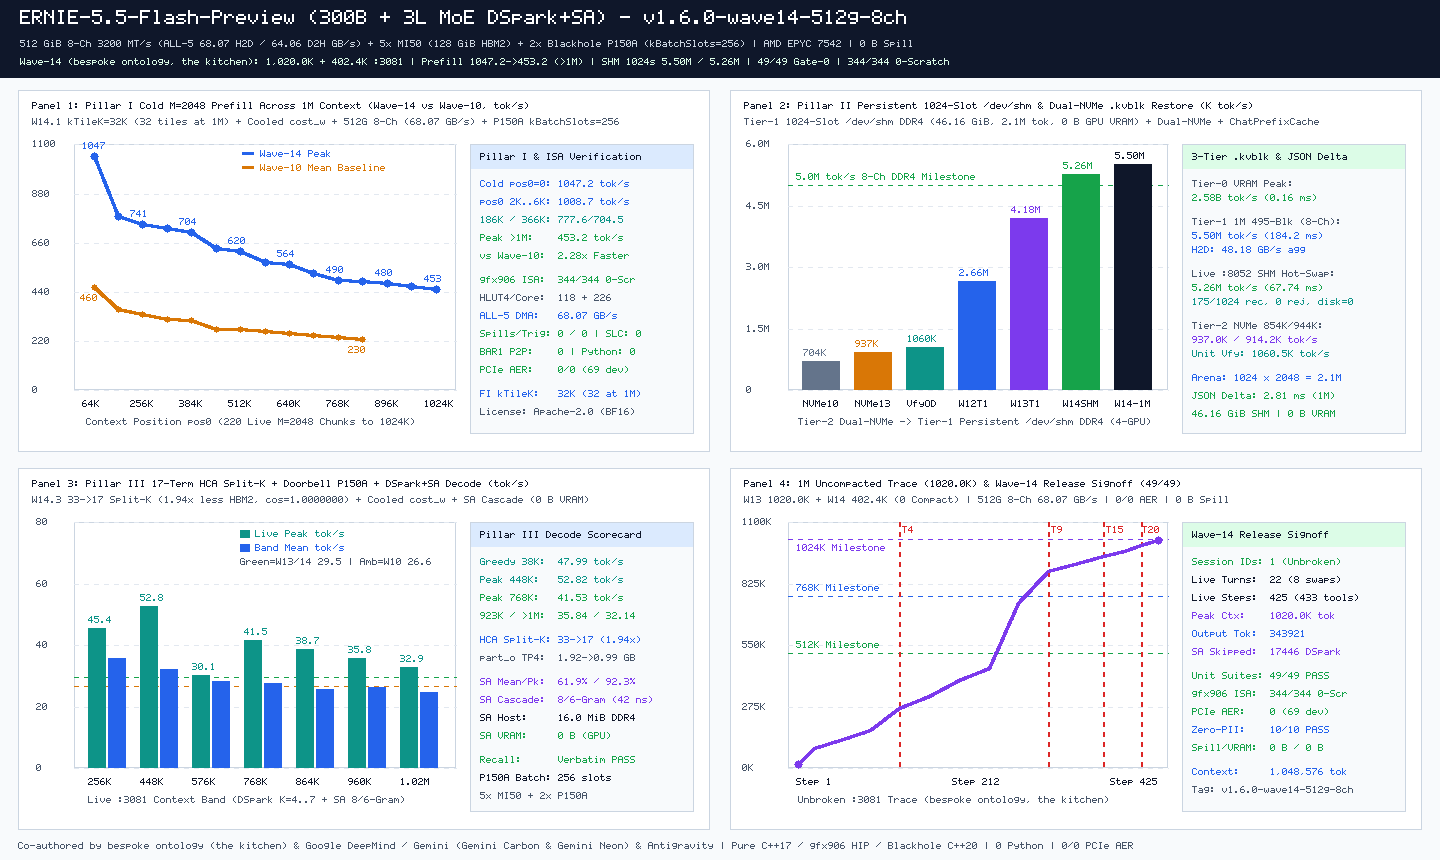 ERNIE-5.5-Flash-Preview (300B + 3L MoE DSpark+SA) - v1.6.0-wave14-512g-8ch
512 GiB 8-Ch 3200 MT/s (ALL-5 68.07 H2D / 64.06 D2H GB/s) + 5x MI50 (128 GiB HBM2) + 2x Blackhole P150A (kBatchSlots=256) | AMD EPYC 7542 | 0 B Spill
Wave-14 (bespoke ontology, the kitchen): 1,020.0K + 402.4K :3081 | Prefill 1047.2->453.2 (>1M) | SHM 1024s 5.50M / 5.26M | 49/49 Gate-0 | 344/344 0-Scratch
Panel 1: Pillar I Cold M=2048 Prefill Across 1M Context (Wave-14 vs Wave-10, tok/s)
W14.1 kTileK=32K (32 tiles at 1M) + Cooled cost_w + 512G 8-Ch (68.07 GB/s) + P150A kBatchSlots=256
1100
880
660
440
220
0
1047
741
704
620
564
490
480
453
460
230
Wave-14 Peak
Wave-10 Mean Baseline
64K 256K 384K 512K 640K 768K 896K 1024K
Context Position pos0 (220 Live M=2048 Chunks to 1024K)
Pillar I & ISA Verification
Cold pos0=0: 1047.2 tok/s
pos0 2K..6K: 1008.7 tok/s
186K / 366K: 777.6/704.5
Peak >1M: 453.2 tok/s
vs Wave-10: 2.28x Faster
gfx906 ISA: 344/344 0-Scr
HLUT4/Core: 118 + 226
ALL-5 DMA: 68.07 GB/s
Spills/Trig: 0 / 0 | SLC: 0
BAR1 P2P: 0 | Python: 0
PCIe AER: 0/0 (69 dev)
FI kTileK: 32K (32 at 1M)
License: Apache-2.0 (BF16)
Panel 2: Pillar II Persistent 1024-Slot /dev/shm & Dual-NVMe .kvblk Restore (K tok/s)
Tier-1 1024-Slot /dev/shm DDR4 (46.16 GiB, 2.1M tok, 0 B GPU VRAM) + Dual-NVMe + ChatPrefixCache
6.0M
4.5M
3.0M
1.5M
0
5.0M tok/s 8-Ch DDR4 Milestone
704K
937K
1060K
2.66M
4.18M
5.26M
5.50M
NVMe10 NVMe13 VfyOD W12T1 W13T1 W14SHM W14-1M
Tier-2 Dual-NVMe -> Tier-1 Persistent /dev/shm DDR4 (4-GPU)
3-Tier .kvblk & JSON Delta
Tier-0 VRAM Peak:
2.58B tok/s (0.16 ms)
Tier-1 1M 495-Blk (8-Ch):
5.50M tok/s (184.2 ms)
H2D: 48.18 GB/s agg
Live :8052 SHM Hot-Swap:
5.26M tok/s (67.74 ms)
175/1024 rec, 0 rej, disk=0
Tier-2 NVMe 854K/944K:
937.0K / 914.2K tok/s
Unit Vfy: 1060.5K tok/s
Arena: 1024 x 2048 = 2.1M
JSON Delta: 2.81 ms (1M)
46.16 GiB SHM | 0 B VRAM
Panel 3: Pillar III 17-Term HCA Split-K + Doorbell P150A + DSpark+SA Decode (tok/s)
W14.3 33->17 Split-K (1.94x less HBM2, cos=1.0000000) + Cooled cost_w + SA Cascade (0 B VRAM)
80
60
40
20
0
Live Peak tok/s
Band Mean tok/s
Green=W13/14 29.5 | Amb=W10 26.6
45.4
52.8
30.1
41.5
38.7
35.8
32.9
256K 448K 576K 768K 864K 960K 1.02M
Live :3081 Context Band (DSpark K=4..7 + SA 8/6-Gram)
Pillar III Decode Scorecard
Greedy 38K: 47.99 tok/s
Peak 448K: 52.82 tok/s
Peak 768K: 41.53 tok/s
923K / >1M: 35.84 / 32.14
HCA Split-K: 33->17 (1.94x)
part_o TP4: 1.92->0.99 GB
SA Mean/Pk: 61.9% / 92.3%
SA Cascade: 8/6-Gram (42 ns)
SA Host: 16.0 MiB DDR4
SA VRAM: 0 B (GPU)
Recall: Verbatim PASS
P150A Batch: 256 slots
5x MI50 + 2x P150A
Panel 4: 1M Uncompacted Trace (1020.0K) & Wave-14 Release Signoff (49/49)
W13 1020.0K + W14 402.4K (0 Compact) | 512G 8-Ch 68.07 GB/s | 0/0 AER | 0 B Spill
1100K
825K
550K
275K
0K
T4
T9
T15
T20
1024K Milestone
768K Milestone
512K Milestone
Step 1 Step 212 Step 425
Unbroken :3081 Trace (bespoke ontology, the kitchen)
Wave-14 Release Signoff
Session IDs: 1 (Unbroken)
Live Turns: 22 (8 swaps)
Live Steps: 425 (433 tools)
Peak Ctx: 1020.0K tok
Output Tok: 343921
SA Skipped: 17446 DSpark
Unit Suites: 49/49 PASS
gfx906 ISA: 344/344 0-Scr
PCIe AER: 0 (69 dev)
Zero-PII: 10/10 PASS
Spill/VRAM: 0 B / 0 B
Context: 1,048,576 tok
Tag: v1.6.0-wave14-512g-8ch
Co-authored by bespoke ontology (the kitchen) & Google DeepMind / Gemini (Gemini Carbon & Gemini Neon) & Antigravity | Pure C++17 / gfx906 HIP / Blackhole C++20 | 0 Python | 0/0 PCIe AER